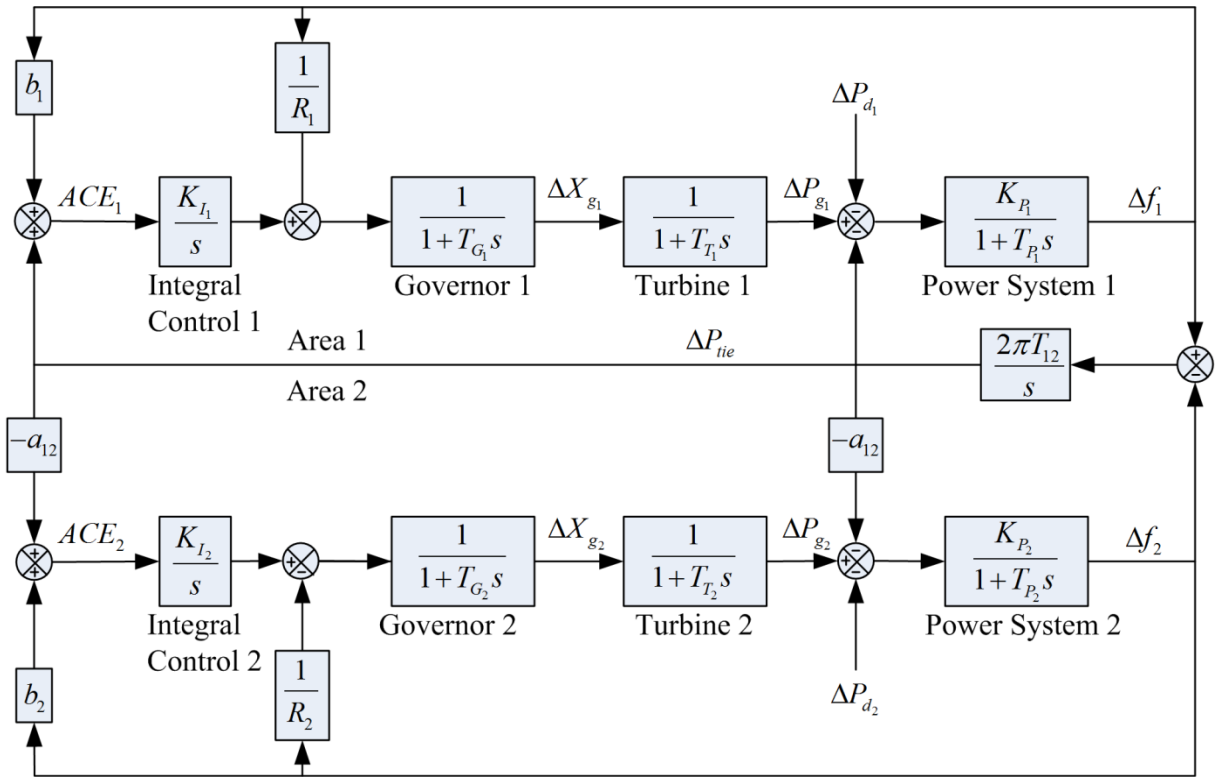 b₁
1
R₁
ΔP_d₁
ACE₁
K_I₁
s
Integral
Control 1
1
1 + T_G₁ s
Governor 1
ΔX_g₁
1
1 + T_T₁ s
Turbine 1
ΔP_g₁
K_P₁
1 + T_P₁ s
Power System 1
Δf₁
+
+
+
−
−
−
Area 1
ΔP_tie
2πT₁₂
s
+
−
Area 2
−a₁₂
−a₁₂
ACE₂
K_I₂
s
Integral
Control 2
1
1 + T_G₂ s
Governor 2
ΔX_g₂
1
1 + T_T₂ s
Turbine 2
ΔP_g₂
K_P₂
1 + T_P₂ s
Power System 2
Δf₂
+
+
+
−
−
−
b₂
1
R₂
ΔP_d₂